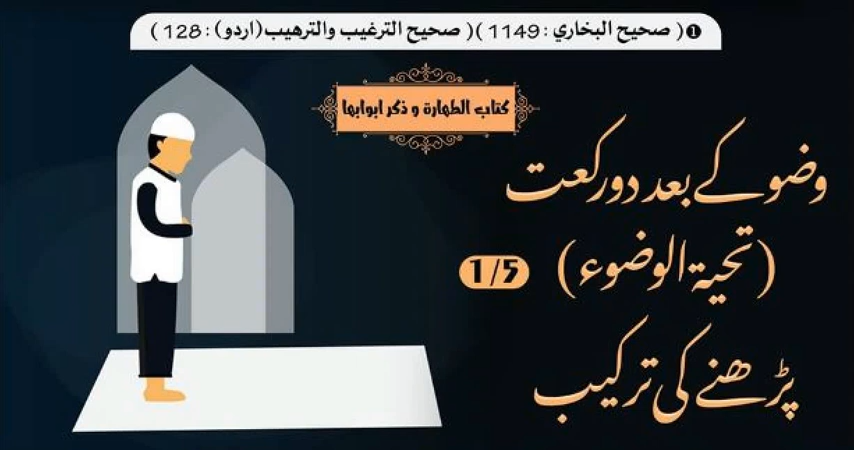 ❶( صحيح البخاري : 1149 )( صحيح الترغيب والترهيب(اردو) : 128 )
كتاب الطهارة و ذكر ابوابها
وضو کے بعد دو رکعت
(تحیۃ الوضوء) 1/5
پڑھنے کی ترکیب